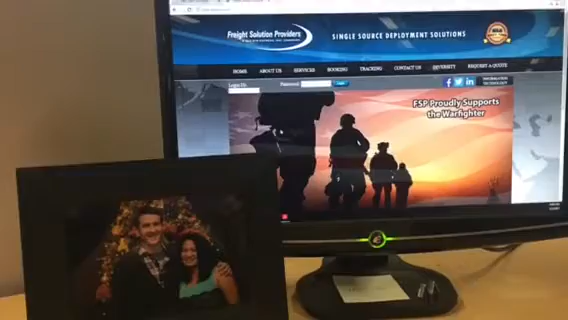 Freight Solution Providers
SINGLE SOURCE DEPLOYMENT SOLUTIONS
HOME ABOUT US SERVICES BOOKING TRACKING CONTACT US DIVERSITY REQUEST A QUOTE
Password
FSP Proudly Supports
the Warfighter